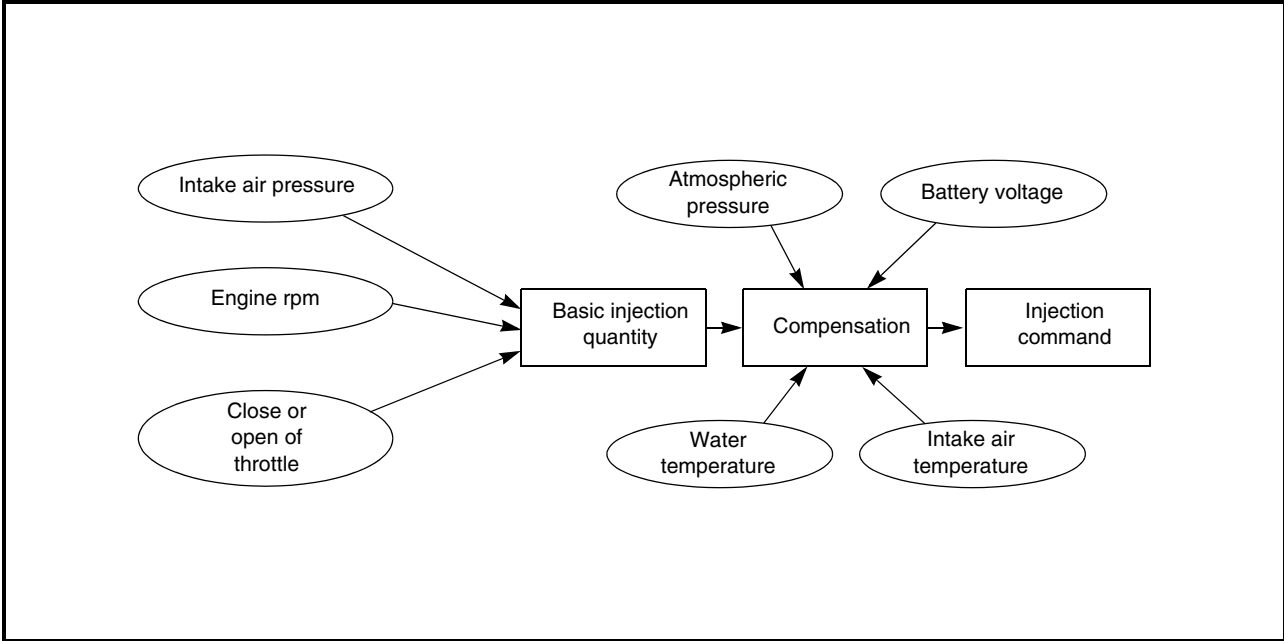 Intake air pressure
Engine rpm
Close or
open of
throttle
Basic injection
quantity
Atmospheric
pressure
Battery voltage
Compensation
Water
temperature
Intake air
temperature
Injection
command